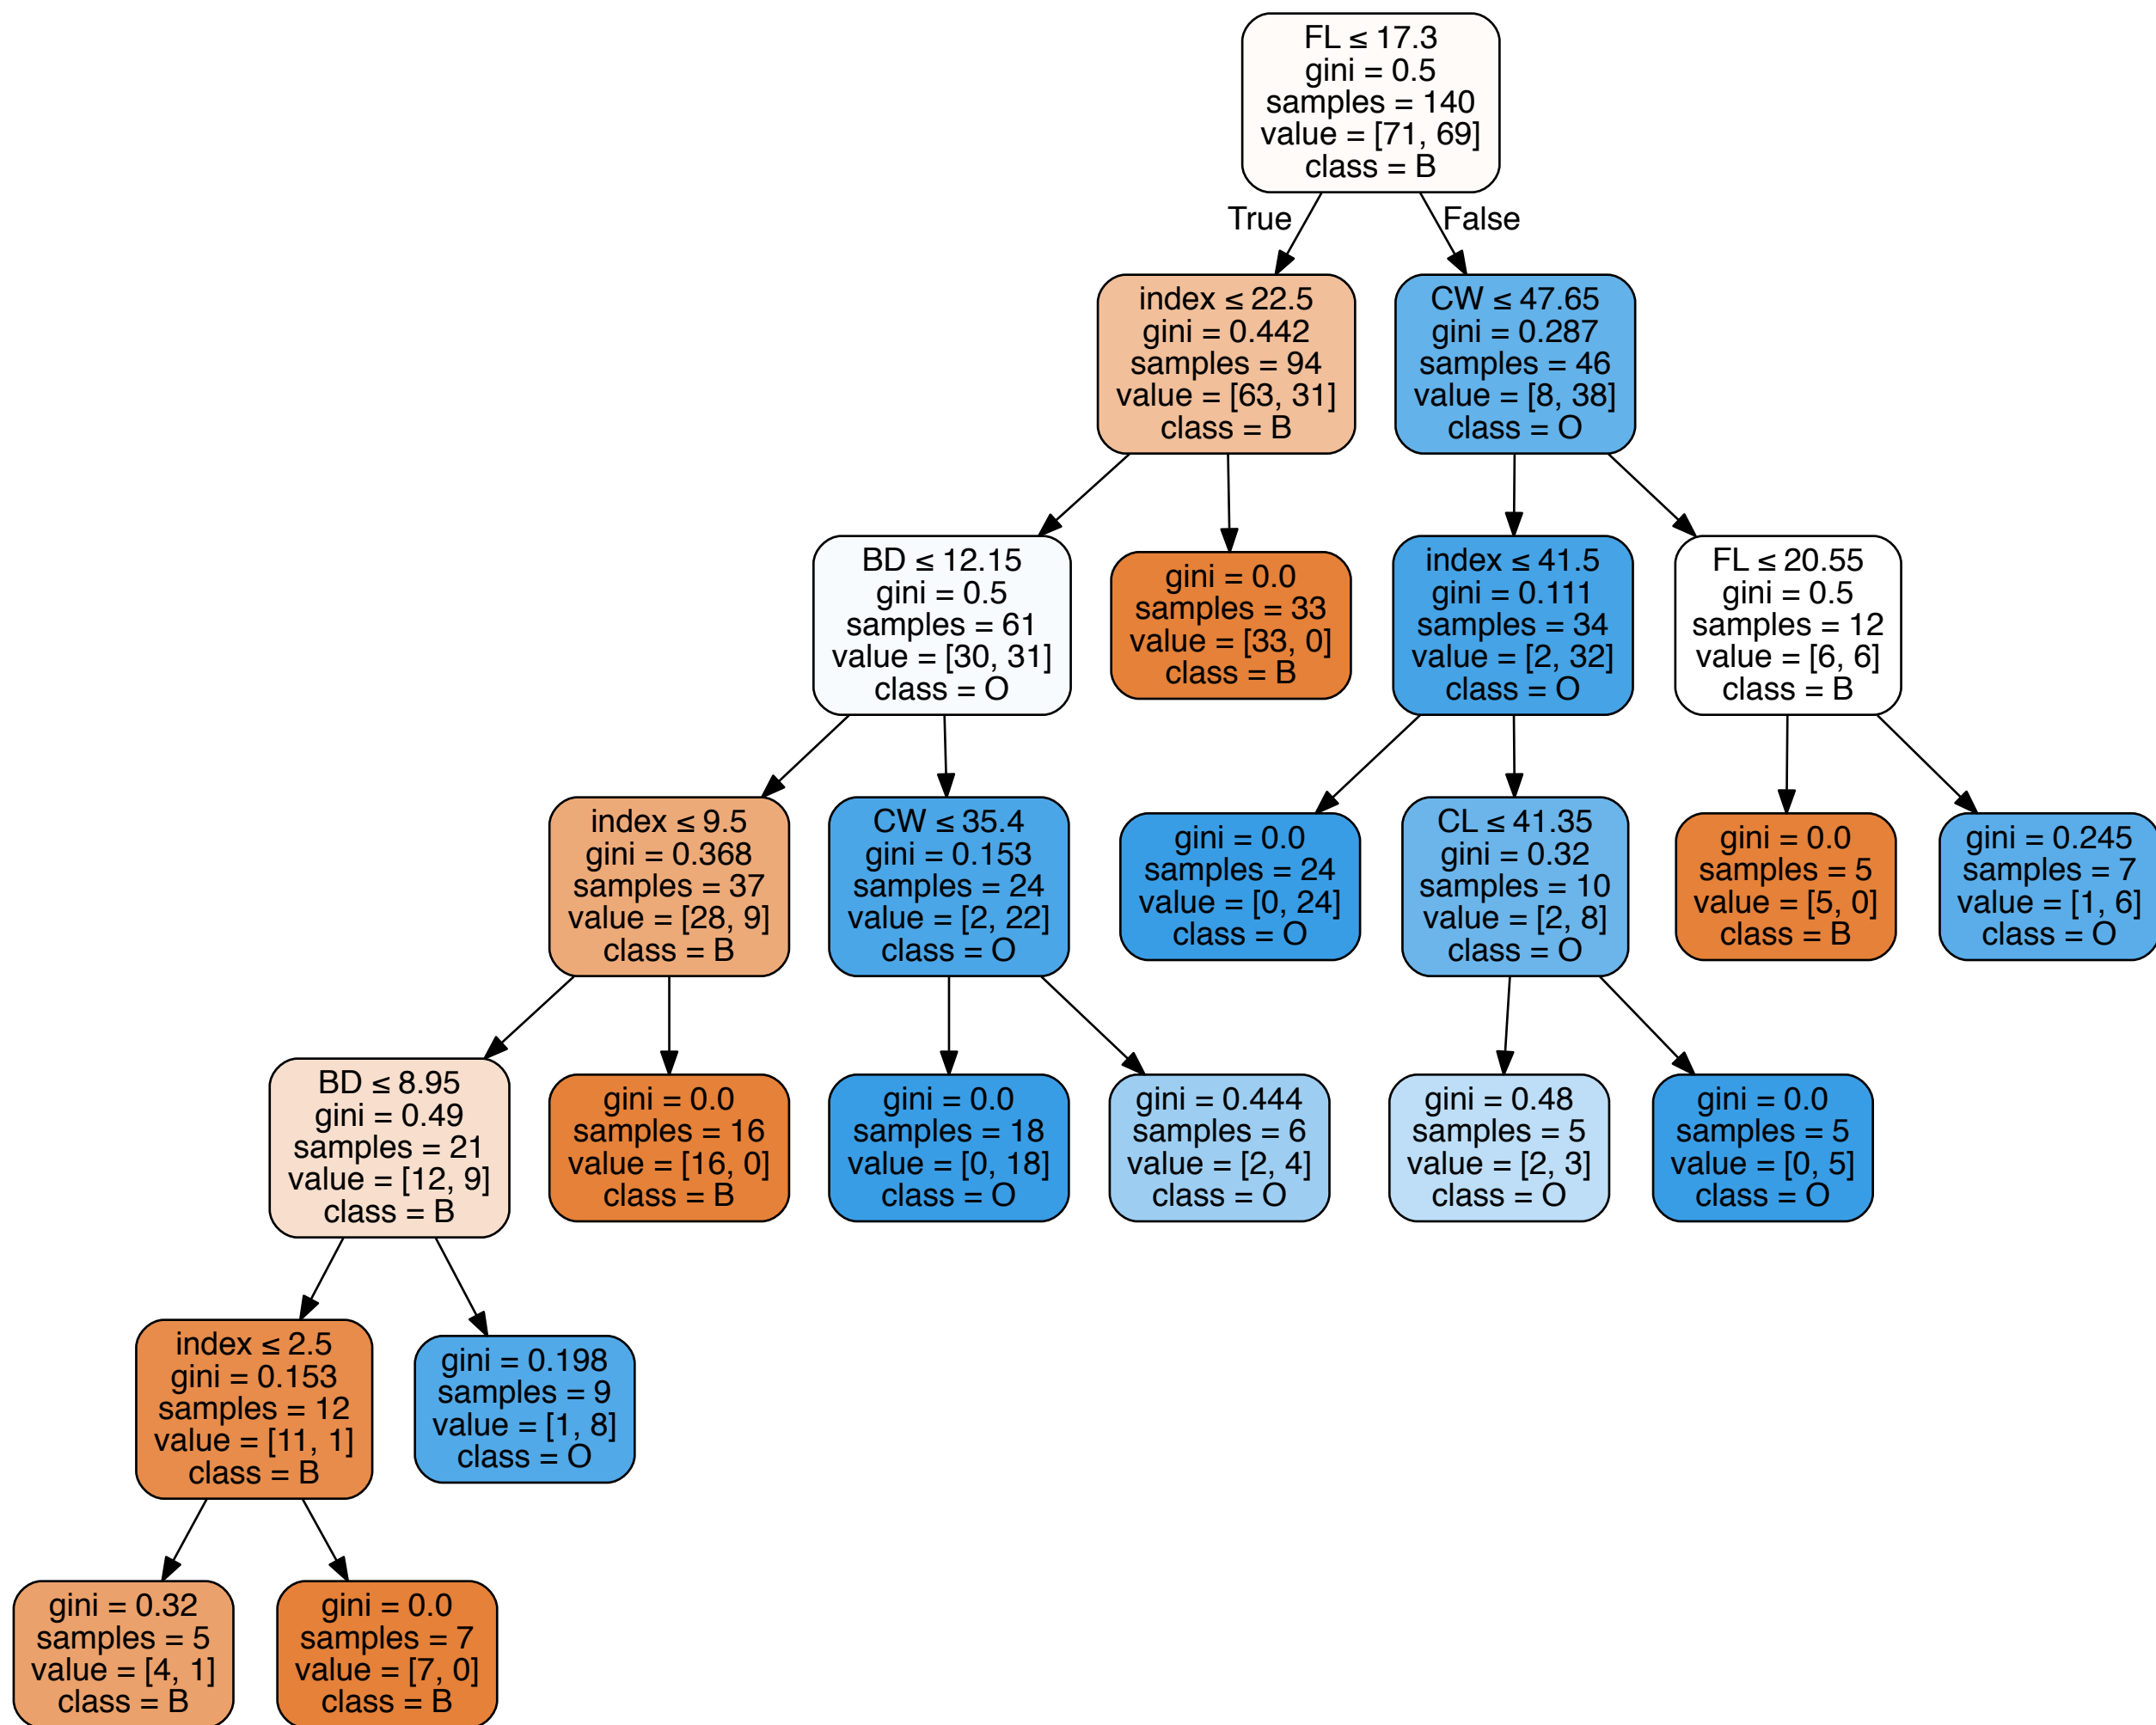 FL ≤ 17.3
gini = 0.5
samples = 140
value = [71, 69]
class = B
True
False
index ≤ 22.5
gini = 0.442
samples = 94
value = [63, 31]
class = B
CW ≤ 47.65
gini = 0.287
samples = 46
value = [8, 38]
class = O
BD ≤ 12.15
gini = 0.5
samples = 61
value = [30, 31]
class = O
gini = 0.0
samples = 33
value = [33, 0]
class = B
index ≤ 41.5
gini = 0.111
samples = 34
value = [2, 32]
class = O
FL ≤ 20.55
gini = 0.5
samples = 12
value = [6, 6]
class = B
index ≤ 9.5
gini = 0.368
samples = 37
value = [28, 9]
class = B
CW ≤ 35.4
gini = 0.153
samples = 24
value = [2, 22]
class = O
gini = 0.0
samples = 24
value = [0, 24]
class = O
CL ≤ 41.35
gini = 0.32
samples = 10
value = [2, 8]
class = O
gini = 0.0
samples = 5
value = [5, 0]
class = B
gini = 0.245
samples = 7
value = [1, 6]
class = O
BD ≤ 8.95
gini = 0.49
samples = 21
value = [12, 9]
class = B
gini = 0.0
samples = 16
value = [16, 0]
class = B
gini = 0.0
samples = 18
value = [0, 18]
class = O
gini = 0.444
samples = 6
value = [2, 4]
class = O
gini = 0.48
samples = 5
value = [2, 3]
class = O
gini = 0.0
samples = 5
value = [0, 5]
class = O
index ≤ 2.5
gini = 0.153
samples = 12
value = [11, 1]
class = B
gini = 0.198
samples = 9
value = [1, 8]
class = O
gini = 0.32
samples = 5
value = [4, 1]
class = B
gini = 0.0
samples = 7
value = [7, 0]
class = B